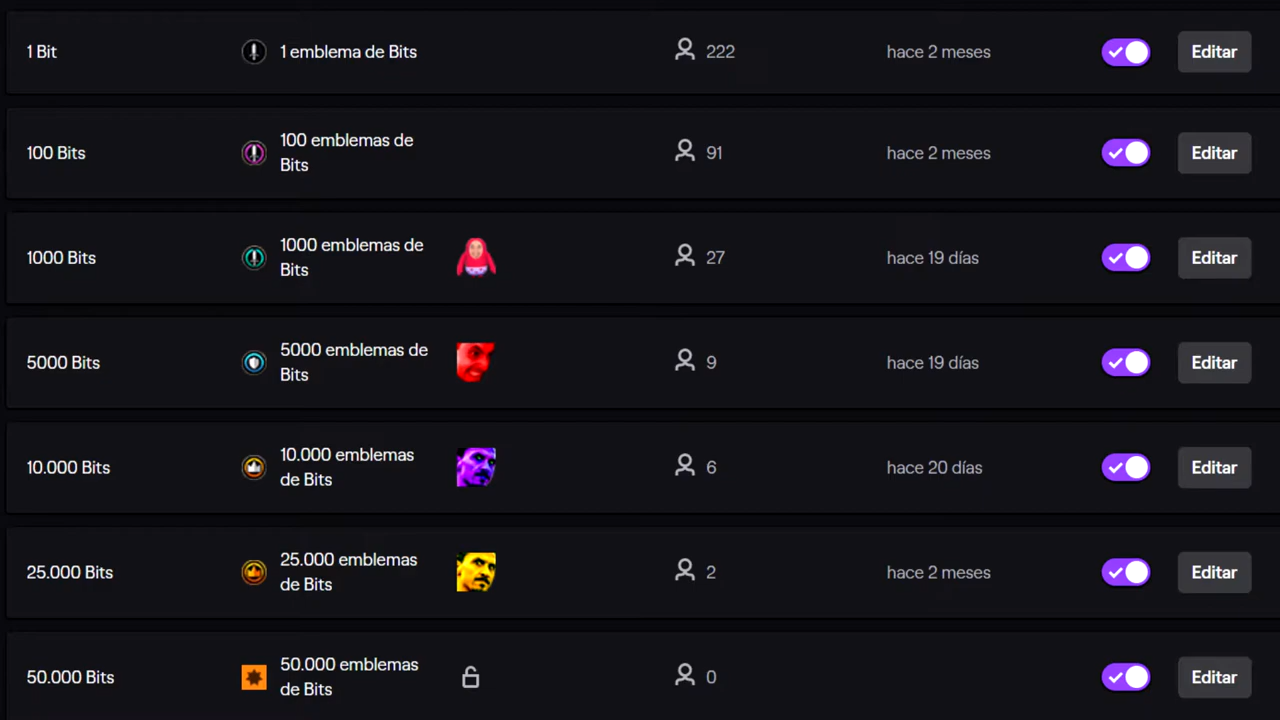 1 Bit
1 emblema de Bits
222
hace 2 meses
Editar
100 Bits
100 emblemas de
Bits
91
hace 2 meses
Editar
1000 Bits
1000 emblemas de
Bits
27
hace 19 días
Editar
5000 Bits
5000 emblemas de
Bits
9
hace 19 días
Editar
10.000 Bits
10.000 emblemas
de Bits
6
hace 20 días
Editar
25.000 Bits
25.000 emblemas
de Bits
2
hace 2 meses
Editar
50.000 Bits
50.000 emblemas
de Bits
0
Editar